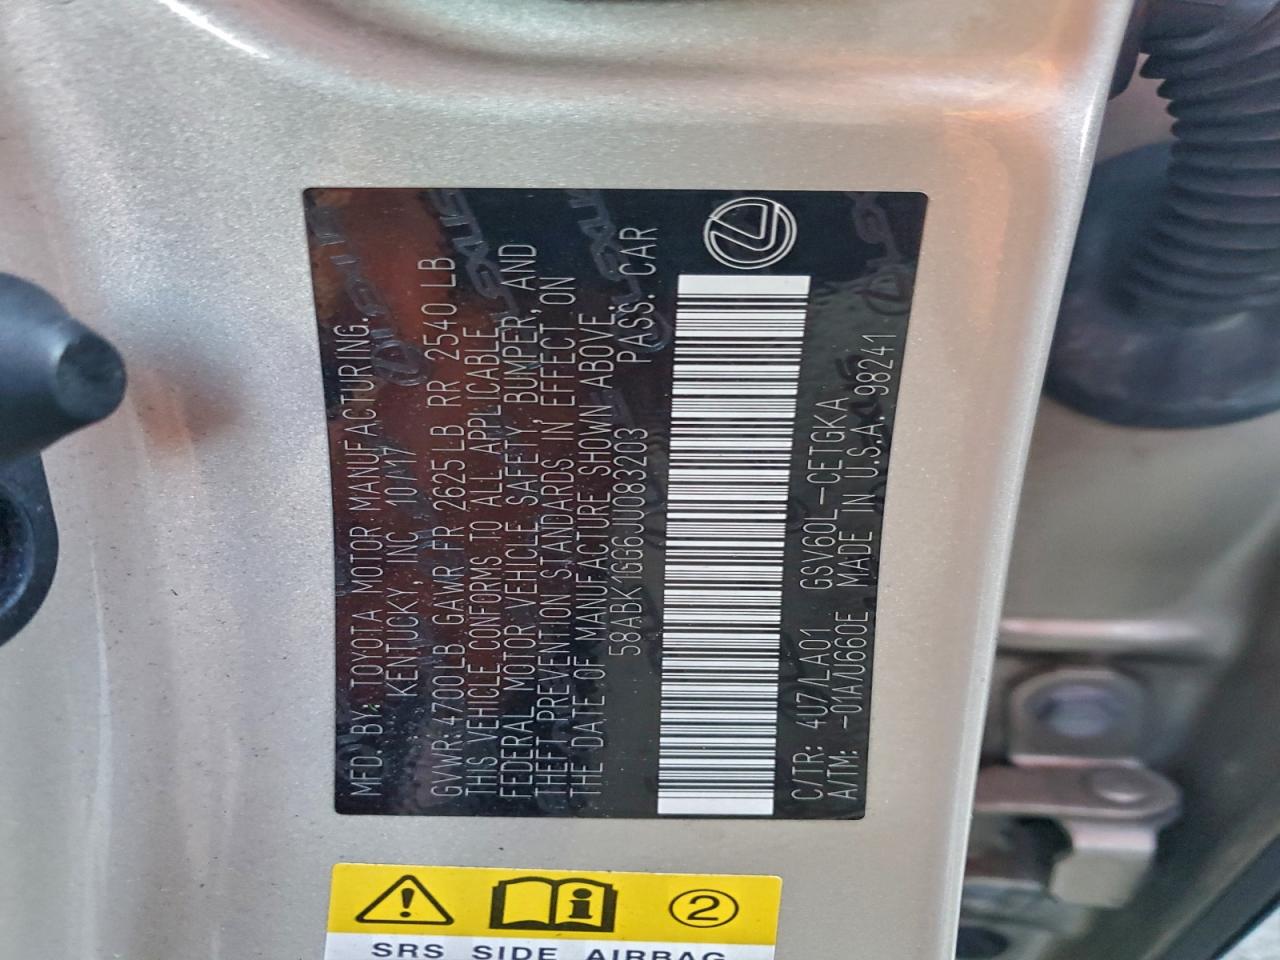 MFD. BY: TOYOTA MOTOR MANUFACTURING.
KENTUCKY, INC 10/17
GVWR 4700LB GAWR FR 2625LB RR 2540 LB
THIS VEHICLE CONFORMS TO ALL APPLICABLE
FEDERAL MOTOR VEHICLE SAFETY, BUMPER, AND
THEFT PREVENTION STANDARDS IN EFFECT ON
THE DATE OF MANUFACTURE SHOWN ABOVE.
58ABK1GG6JU083203 PASS. CAR
C/TR: 4U7/LA01 GSV60L-CETGKA
A/TM: -01A/U660E MADE IN U.S.A. 98241
2
SRS SIDE AIRBAG